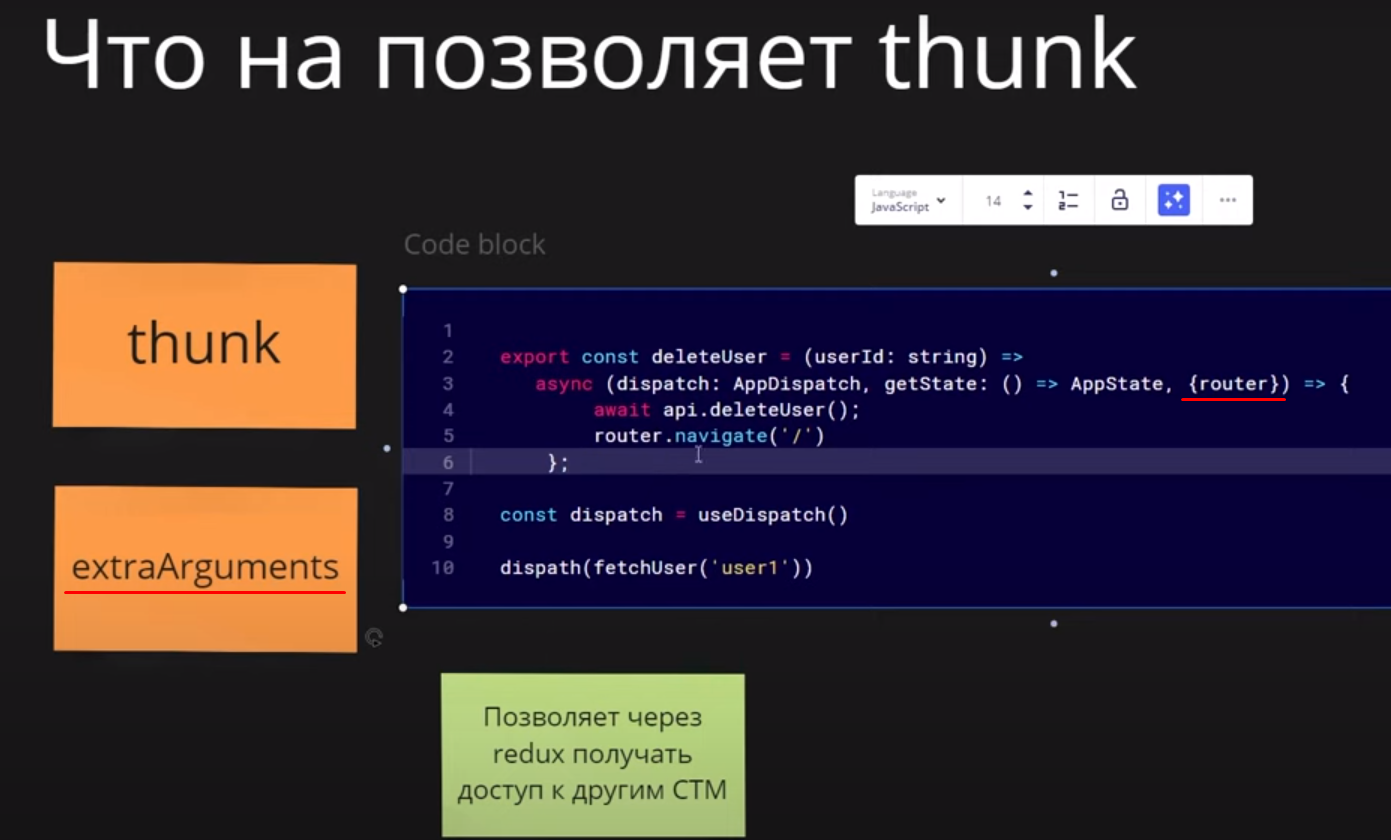 Что на позволяет thunk
Language
JavaScript
14
Code block
thunk
extraArguments
1
2 export const deleteUser = (userId: string) =>
3 async (dispatch: AppDispatch, getState: () => AppState, {router}) => {
4 await api.deleteUser();
5 router.navigate('/')
6 };
7
8 const dispatch = useDispatch()
9
10 dispath(fetchUser('user1'))
Позволяет через
redux получать
доступ к другим СТМ